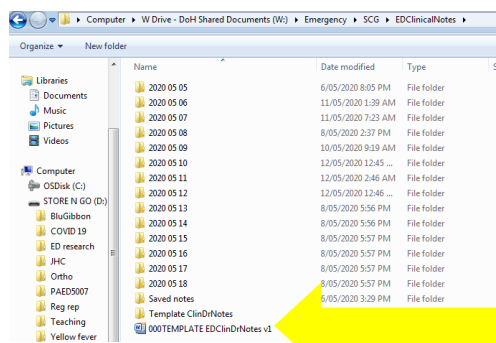 Computer ▸ W Drive - DoH Shared Documents (W:) ▸ Emergency ▸ SCG ▸ EDClinicalNotes ▸
Organize ▾ New folder
Name Date modified Type S
Libraries
Documents
Music
Pictures
Videos
Computer
OSDisk (C:)
STORE N GO (D:)
BluGibbon
COVID 19
ED research
JHC
Ortho
PAED5007
Reg rep
Teaching
Yellow fever
2020 05 05 6/05/2020 8:05 PM File folder
2020 05 06 11/05/2020 1:39 AM File folder
2020 05 07 11/05/2020 7:23 AM File folder
2020 05 08 8/05/2020 2:37 PM File folder
2020 05 09 10/05/2020 9:19 AM File folder
2020 05 10 12/05/2020 12:45 ... File folder
2020 05 11 12/05/2020 2:46 AM File folder
2020 05 12 12/05/2020 12:46 ... File folder
2020 05 13 8/05/2020 5:56 PM File folder
2020 05 14 8/05/2020 5:56 PM File folder
2020 05 15 8/05/2020 5:57 PM File folder
2020 05 16 8/05/2020 5:57 PM File folder
2020 05 17 8/05/2020 5:57 PM File folder
2020 05 18 8/05/2020 5:57 PM File folder
Saved notes 6/05/2020 3:29 PM File folder
Template ClinDrNotes
000TEMPLATE EDClinDrNotes v1